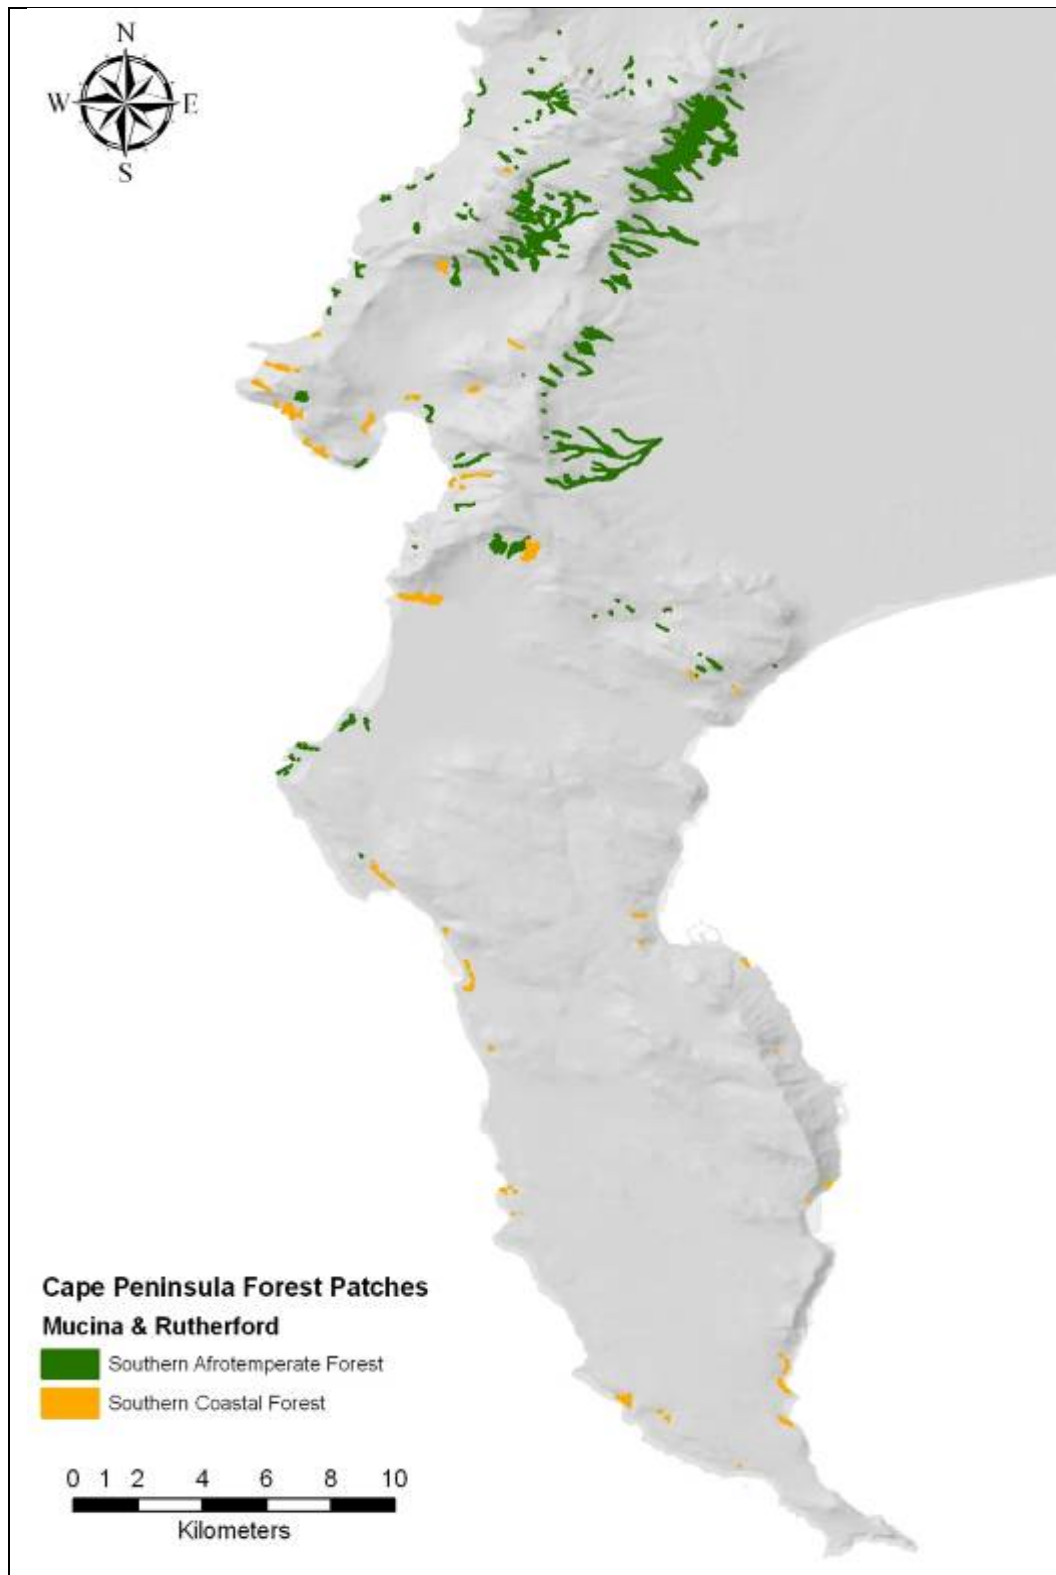 N
W E
S
Cape Peninsula Forest Patches
Mucina & Rutherford
Southern Afrotemperate Forest
Southern Coastal Forest
0 1 2 4 6 8 10
Kilometers